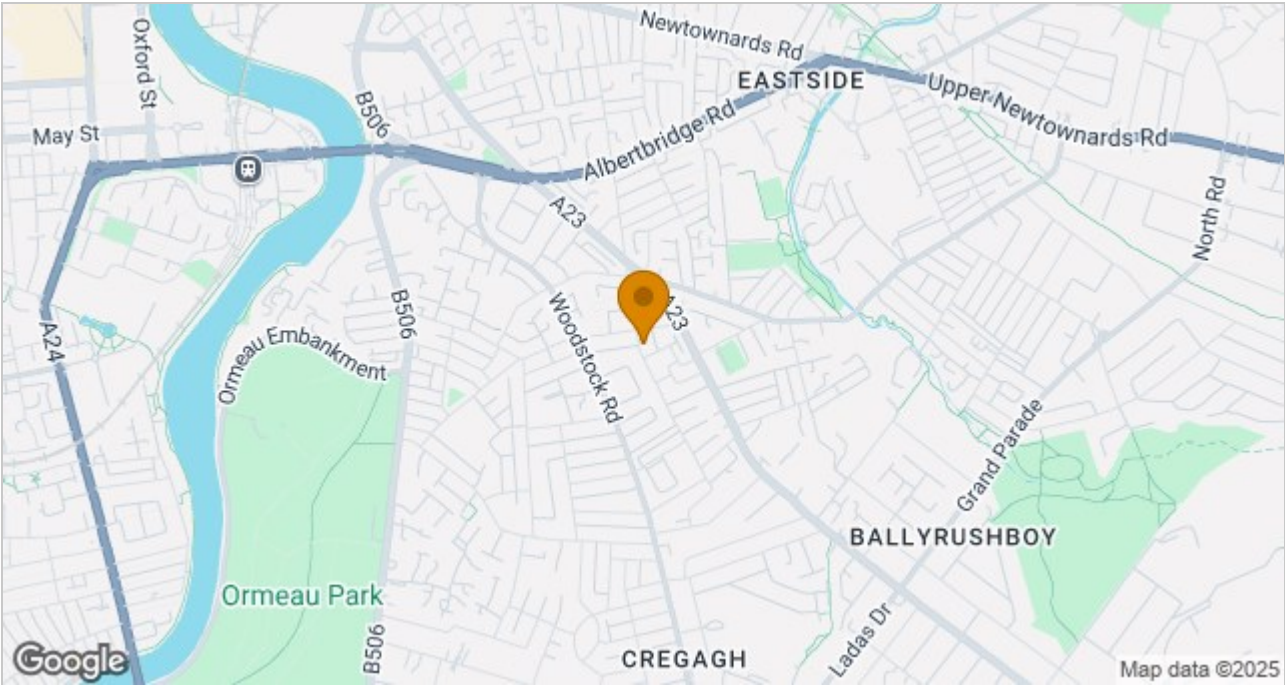 Newtownards Rd
EASTSIDE
Oxford St
B506
Upper Newtownards Rd
May St
Albertbridge Rd
A23
North Rd
A23
B506
Woodstock Rd
A24
Ormeau Embankment
Grand Parade
BALLYRUSHBOY
Ormeau Park
Ladas Dr
B506
CREGAGH
Google
Map data ©2025